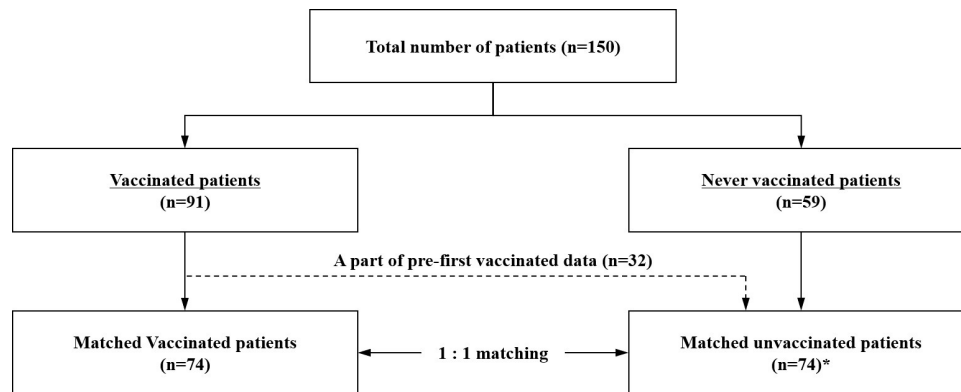 Total number of patients (n=150)
Vaccinated patients
(n=91)
Never vaccinated patients
(n=59)
A part of pre-first vaccinated data (n=32)
Matched Vaccinated patients
(n=74)
1 : 1 matching
Matched unvaccinated patients
(n=74)*